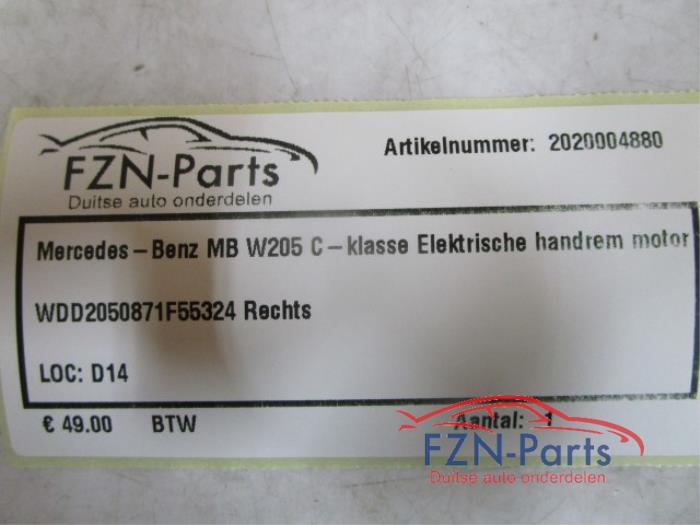 FZN-Parts
Duitse auto onderdelen
Artikelnummer: 2020004880
Mercedes-Benz MB W205 C-klasse Elektrische handrem motor
WDD2050871F55324 Rechts
LOC: D14
€ 49.00 BTW Aantal: 1
FZN-Parts
Duitse auto onderdelen